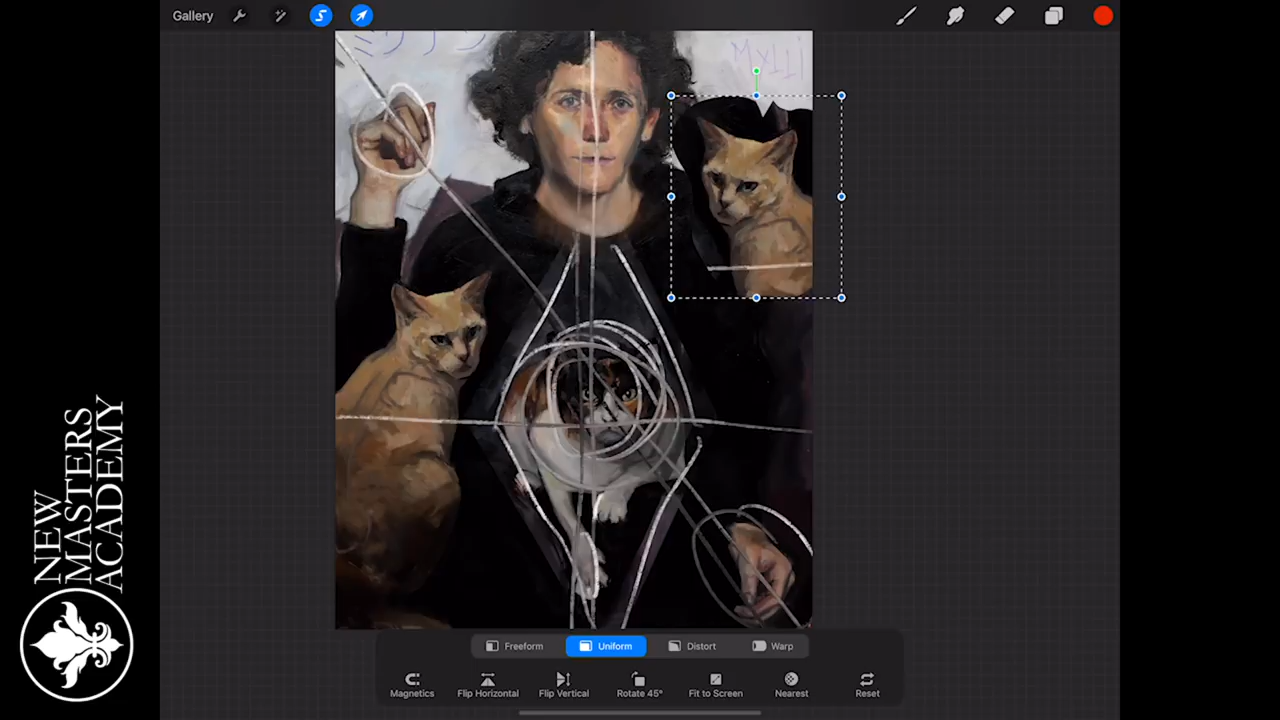 Gallery
NEW
MASTERS
ACADEMY
Freeform
Uniform
Distort
Warp
Magnetics
Flip Horizontal
Flip Vertical
Rotate 45°
Fit to Screen
Nearest
Reset